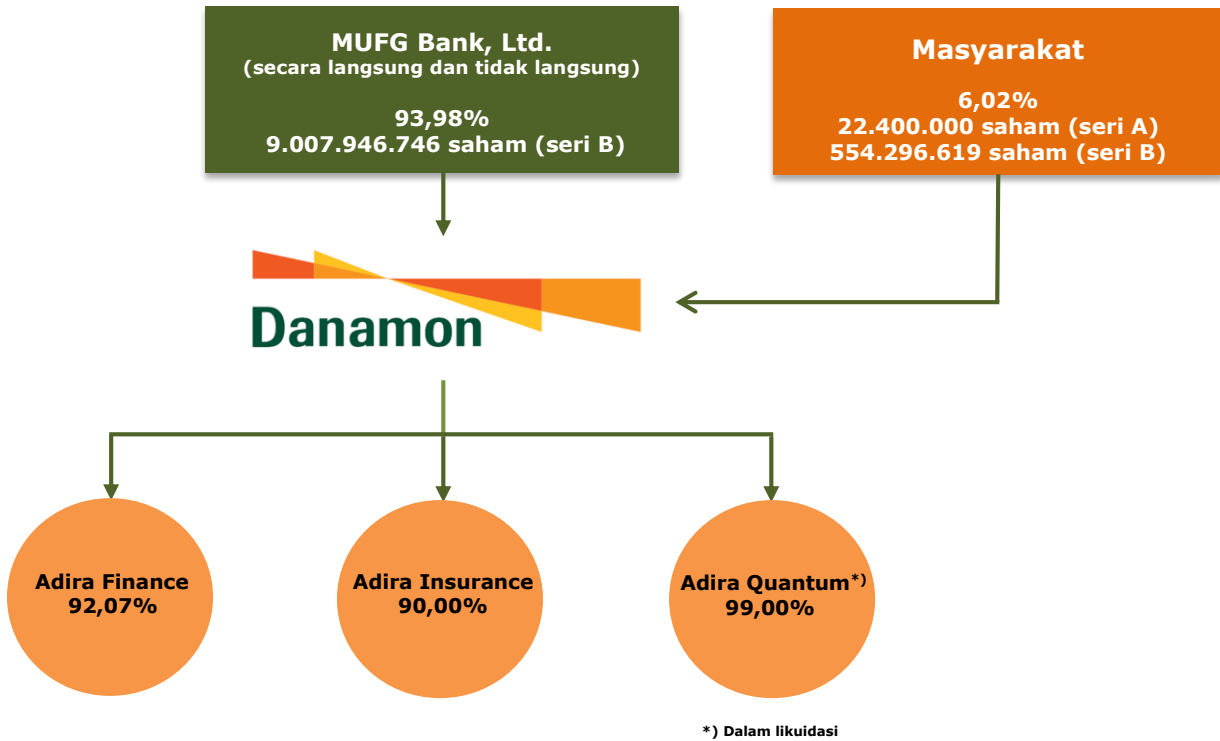 MUFG Bank, Ltd.
(secara langsung dan tidak langsung)
93,98%
9.007.946.746 saham (seri B)
Masyarakat
6,02%
22.400.000 saham (seri A)
554.296.619 saham (seri B)
Danamon
Adira Finance
92,07%
Adira Insurance
90,00%
Adira Quantum*)
99,00%
*) Dalam likuidasi